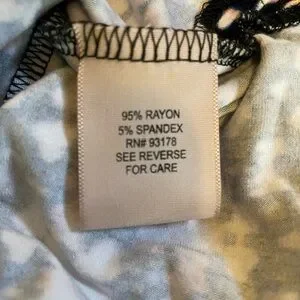 95% RAYON
5% SPANDEX
RN# 93178
SEE REVERSE
FOR CARE